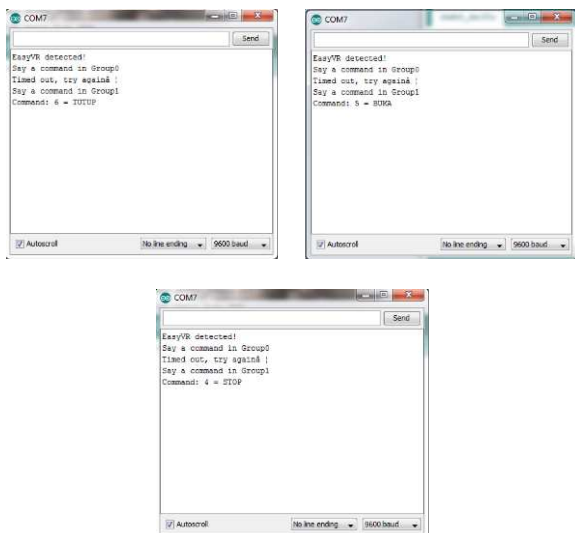 COM7
Send
EasyVR detected!
Say a command in Group0
Timed out, try againâ ¦
Say a command in Group1
Command: 6 = TUTUP
Autoscroll
No line ending
9600 baud
COM7
Send
EasyVR detected!
Say a command in Group0
Timed out, try againâ ¦
Say a command in Group1
Command: 5 = BUKA
Autoscroll
No line ending
9600 baud
COM7
Send
EasyVR detected!
Say a command in Group0
Timed out, try againâ ¦
Say a command in Group1
Command: 4 = STOP
Autoscroll
No line ending
9600 baud